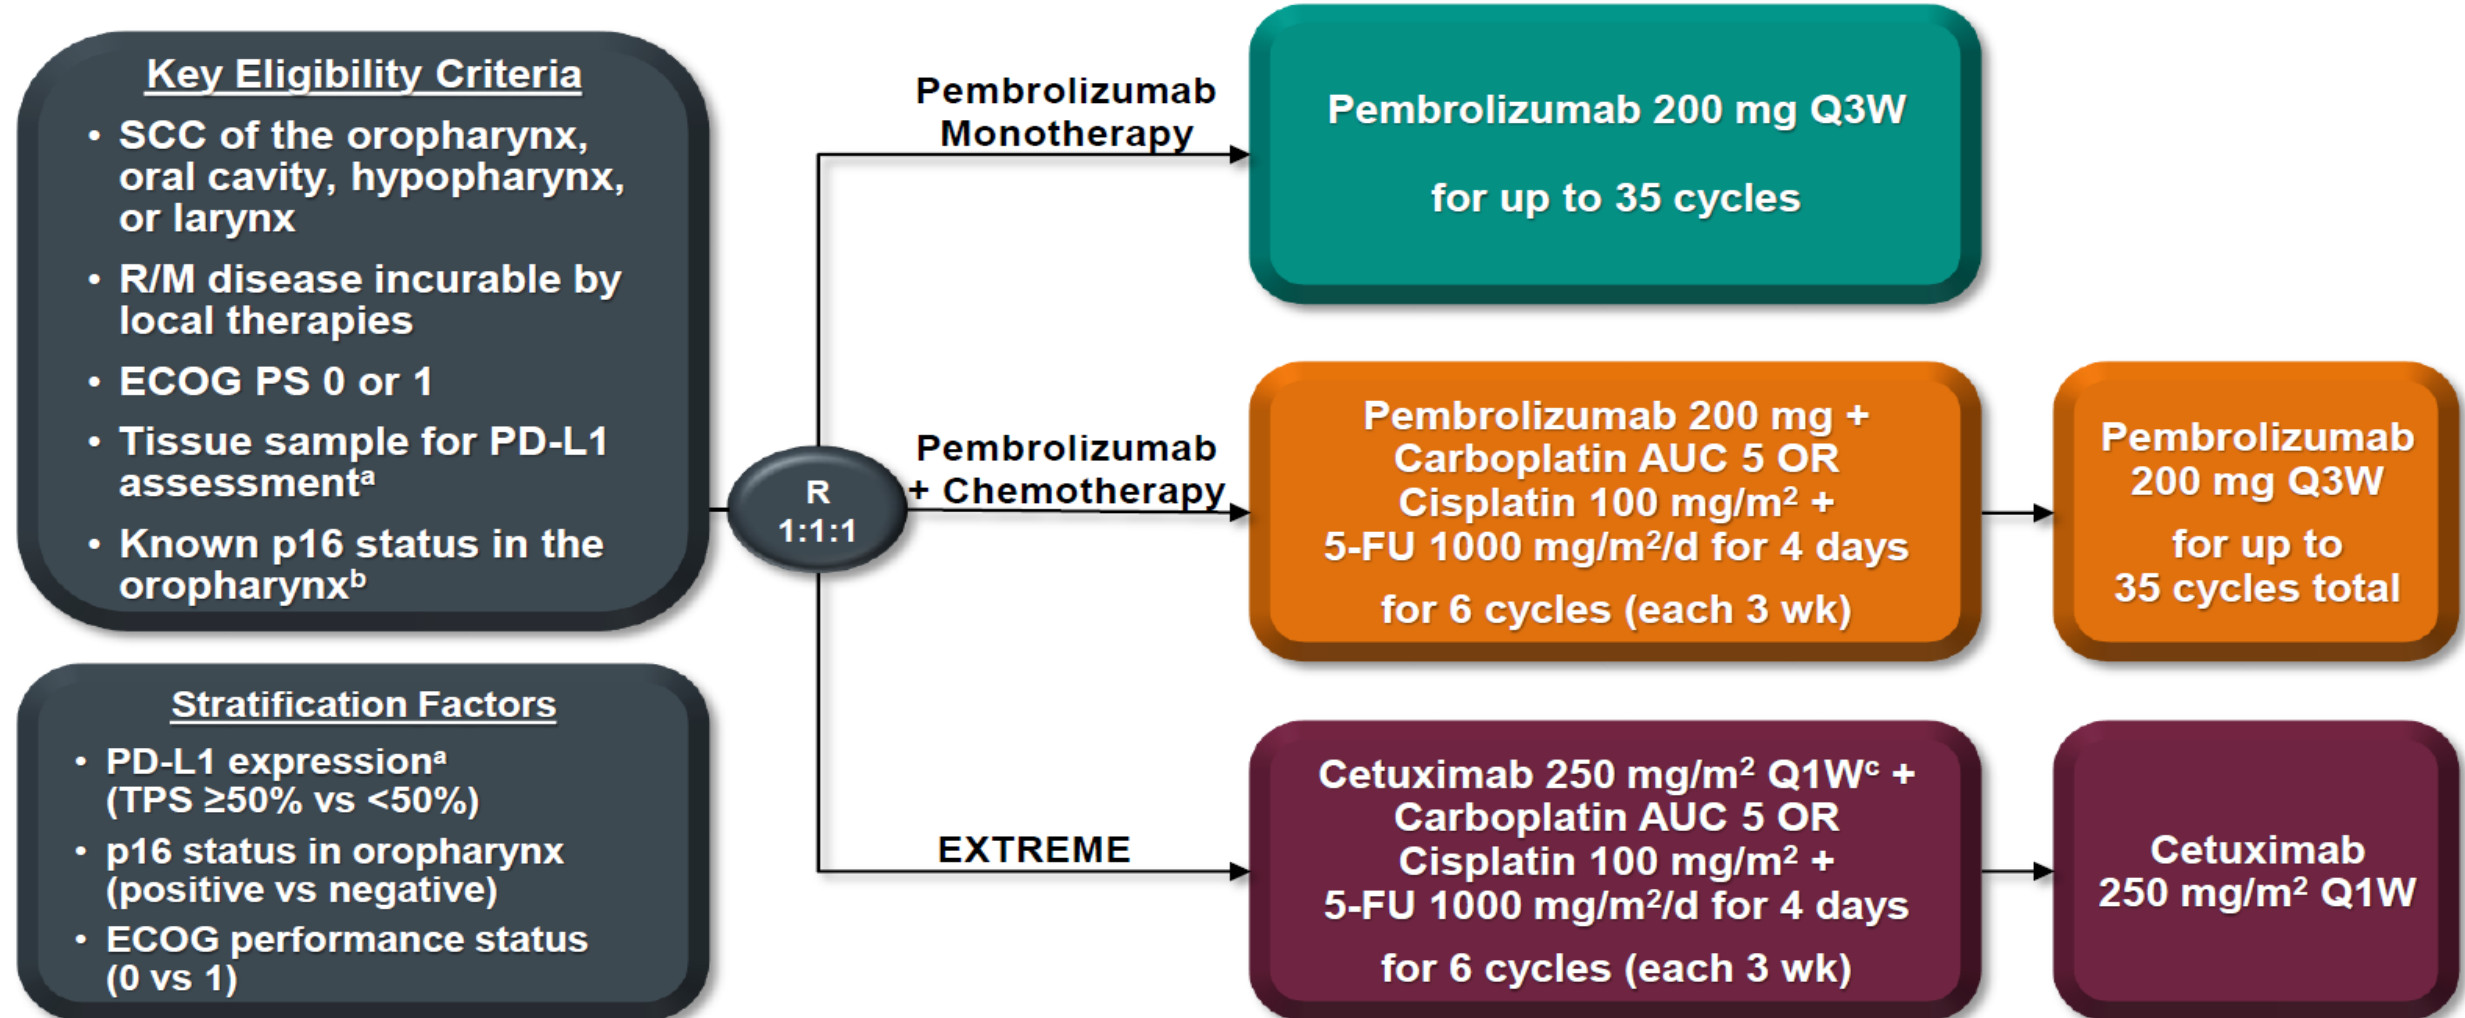 Key Eligibility Criteria
• SCC of the oropharynx,
oral cavity, hypopharynx,
or larynx
• R/M disease incurable by
local therapies
• ECOG PS 0 or 1
• Tissue sample for PD-L1
assessmentᵃ
• Known p16 status in the
oropharynxᵇ
Stratification Factors
• PD-L1 expressionᵃ
(TPS ≥50% vs <50%)
• p16 status in oropharynx
(positive vs negative)
• ECOG performance status
(0 vs 1)
R
1:1:1
Pembrolizumab
Monotherapy
Pembrolizumab 200 mg Q3W
for up to 35 cycles
Pembrolizumab
+ Chemotherapy
Pembrolizumab 200 mg +
Carboplatin AUC 5 OR
Cisplatin 100 mg/m² +
5-FU 1000 mg/m²/d for 4 days
for 6 cycles (each 3 wk)
Pembrolizumab
200 mg Q3W
for up to
35 cycles total
EXTREME
Cetuximab 250 mg/m² Q1Wᶜ +
Carboplatin AUC 5 OR
Cisplatin 100 mg/m² +
5-FU 1000 mg/m²/d for 4 days
for 6 cycles (each 3 wk)
Cetuximab
250 mg/m² Q1W